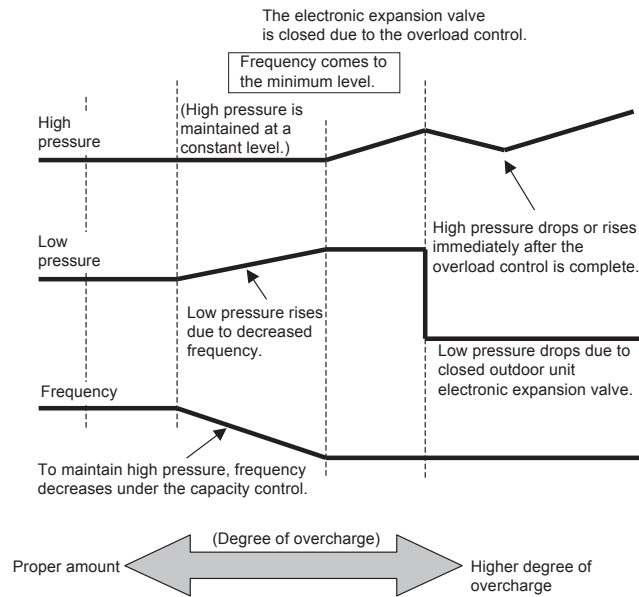 The electronic expansion valve
is closed due to the overload control.
Frequency comes to
the minimum level.
High
pressure
(High pressure is
maintained at a
constant level.)
High pressure drops or rises
immediately after the
overload control is complete.
Low
pressure
Low pressure rises
due to decreased
frequency.
Low pressure drops due to
closed outdoor unit
electronic expansion valve.
Frequency
To maintain high pressure, frequency
decreases under the capacity control.
(Degree of overcharge)
Proper amount
Higher degree of
overcharge